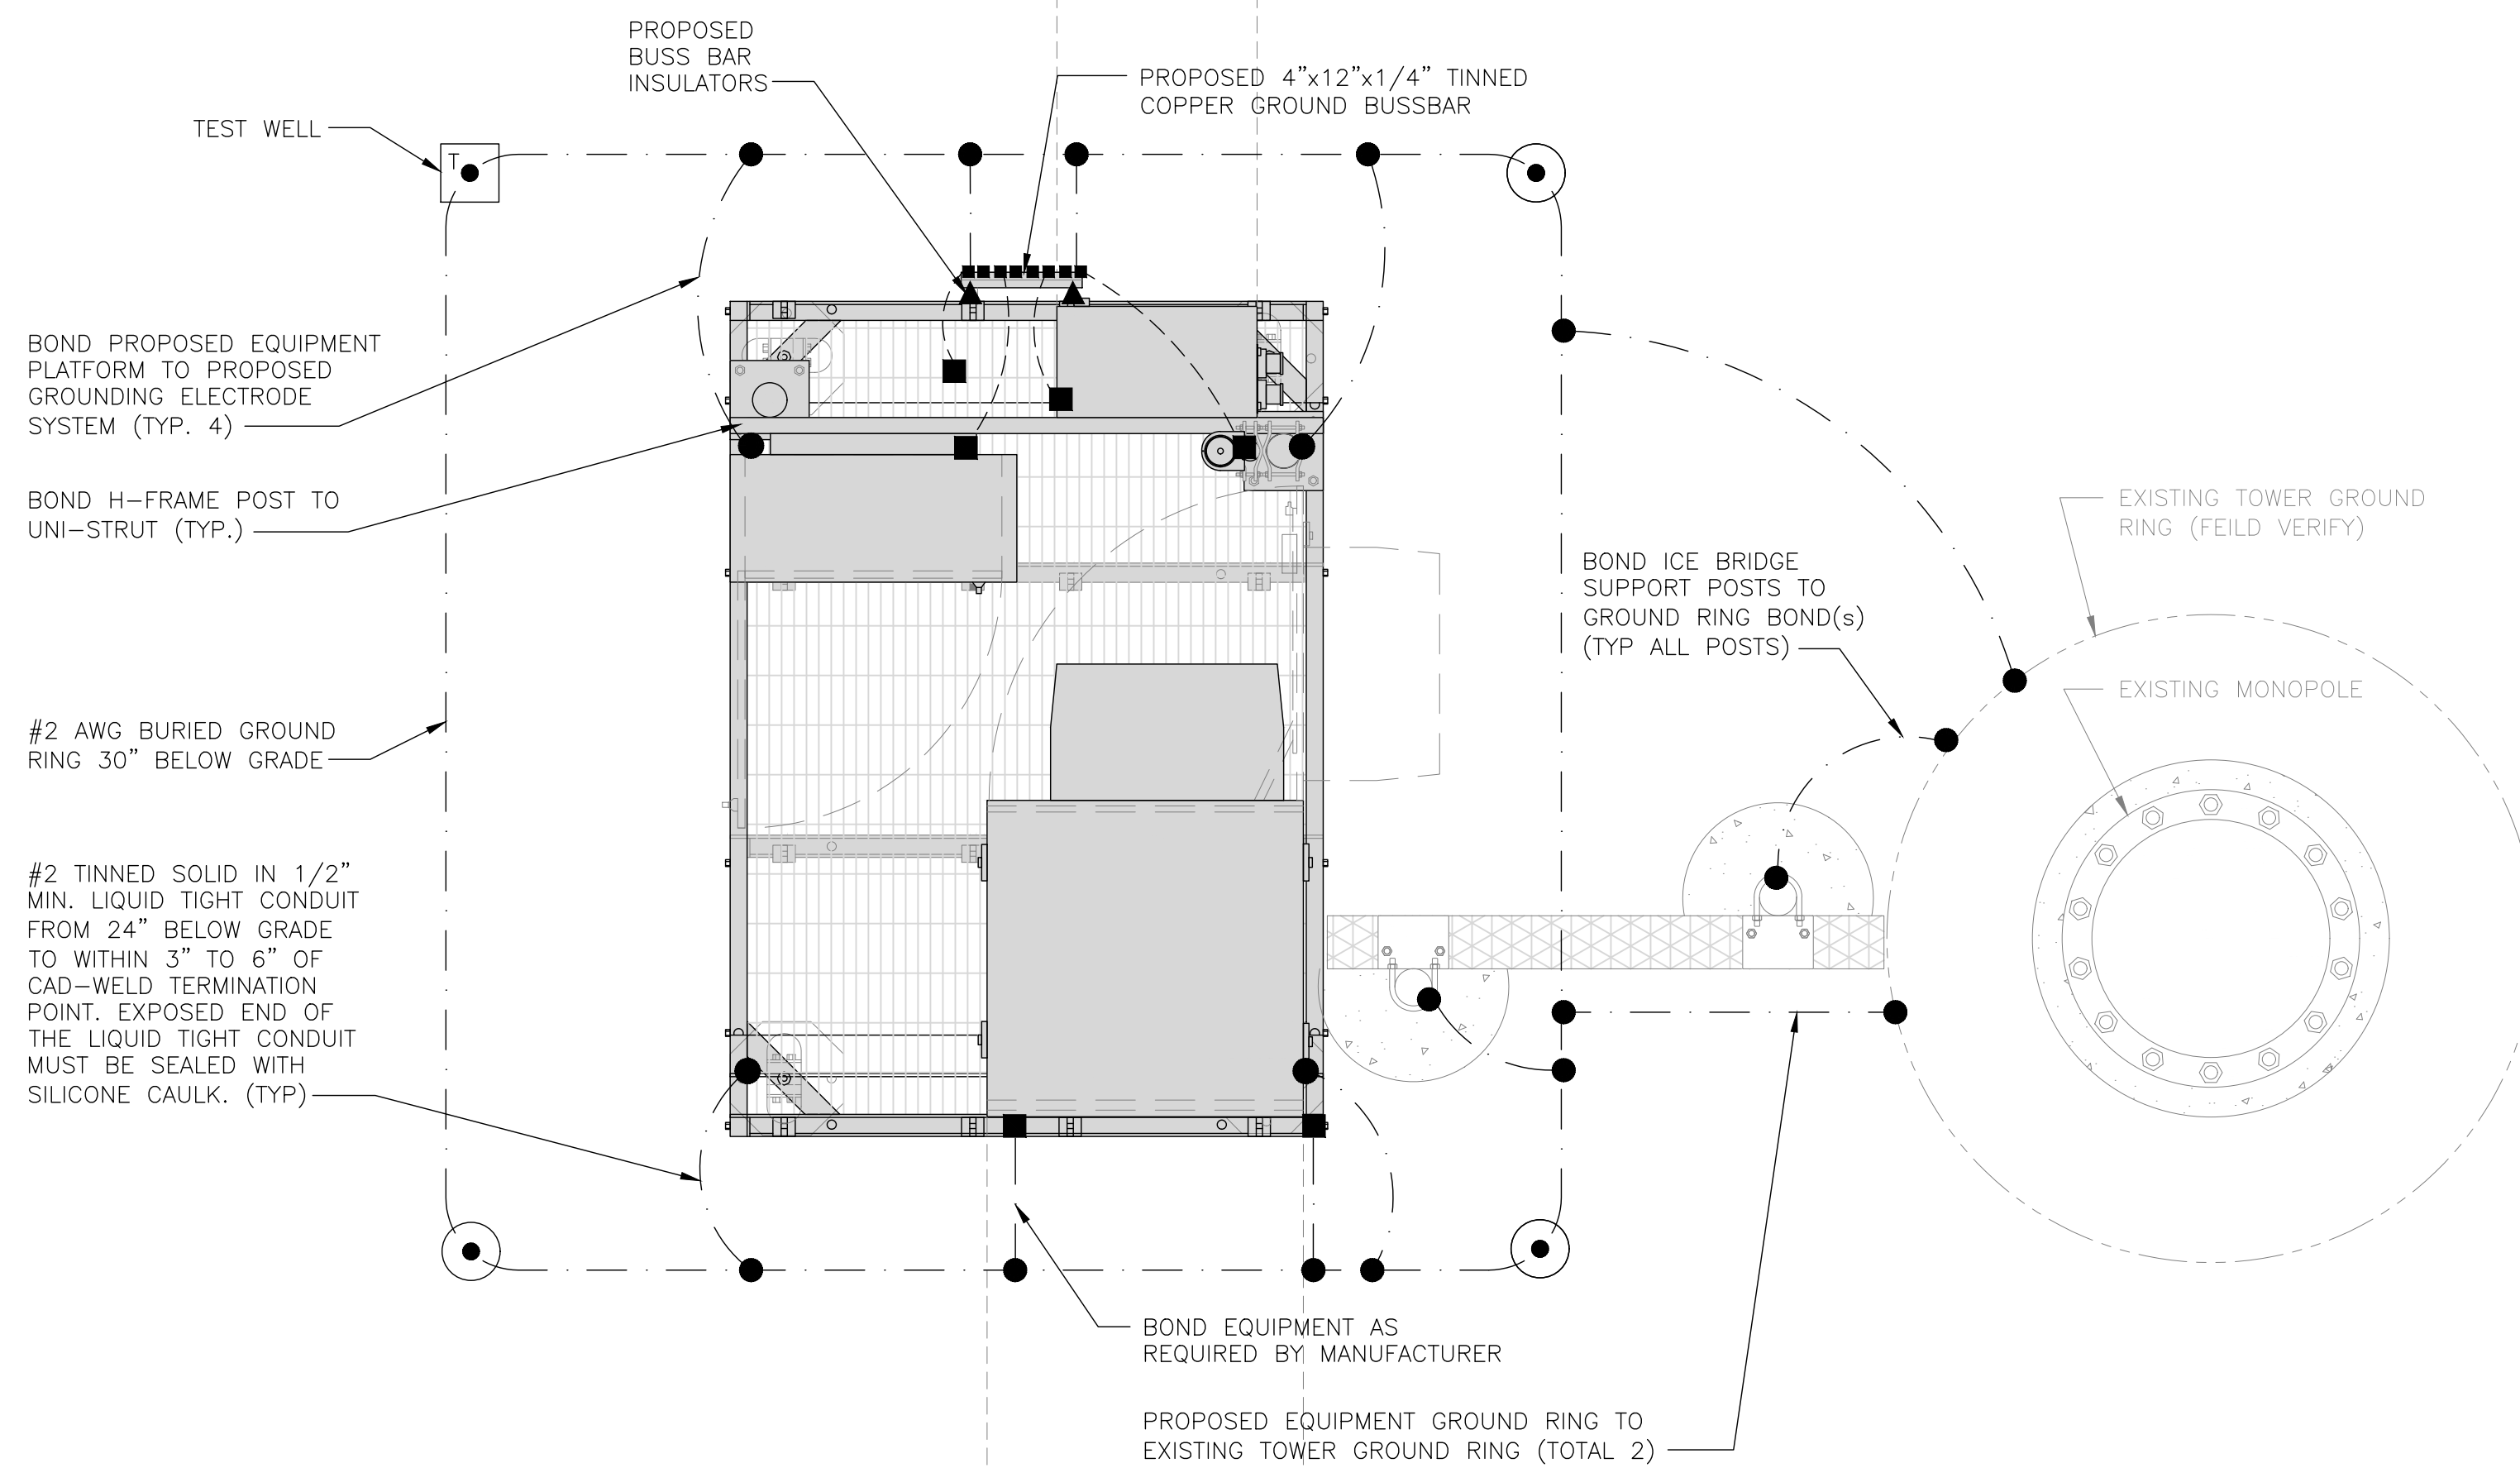 PROPOSED
BUSS BAR
INSULATORS
PROPOSED 4"x12"x1/4" TINNED
COPPER GROUND BUSSBAR
TEST WELL
T
BOND PROPOSED EQUIPMENT
PLATFORM TO PROPOSED
GROUNDING ELECTRODE
SYSTEM (TYP. 4)
BOND H-FRAME POST TO
UNI-STRUT (TYP.)
EXISTING TOWER GROUND
RING (FEILD VERIFY)
BOND ICE BRIDGE
SUPPORT POSTS TO
GROUND RING BOND(s)
(TYP ALL POSTS)
EXISTING MONOPOLE
#2 AWG BURIED GROUND
RING 30" BELOW GRADE
#2 TINNED SOLID IN 1/2"
MIN. LIQUID TIGHT CONDUIT
FROM 24" BELOW GRADE
TO WITHIN 3" TO 6" OF
CAD-WELD TERMINATION
POINT. EXPOSED END OF
THE LIQUID TIGHT CONDUIT
MUST BE SEALED WITH
SILICONE CAULK. (TYP)
BOND EQUIPMENT AS
REQUIRED BY MANUFACTURER
PROPOSED EQUIPMENT GROUND RING TO
EXISTING TOWER GROUND RING (TOTAL 2)